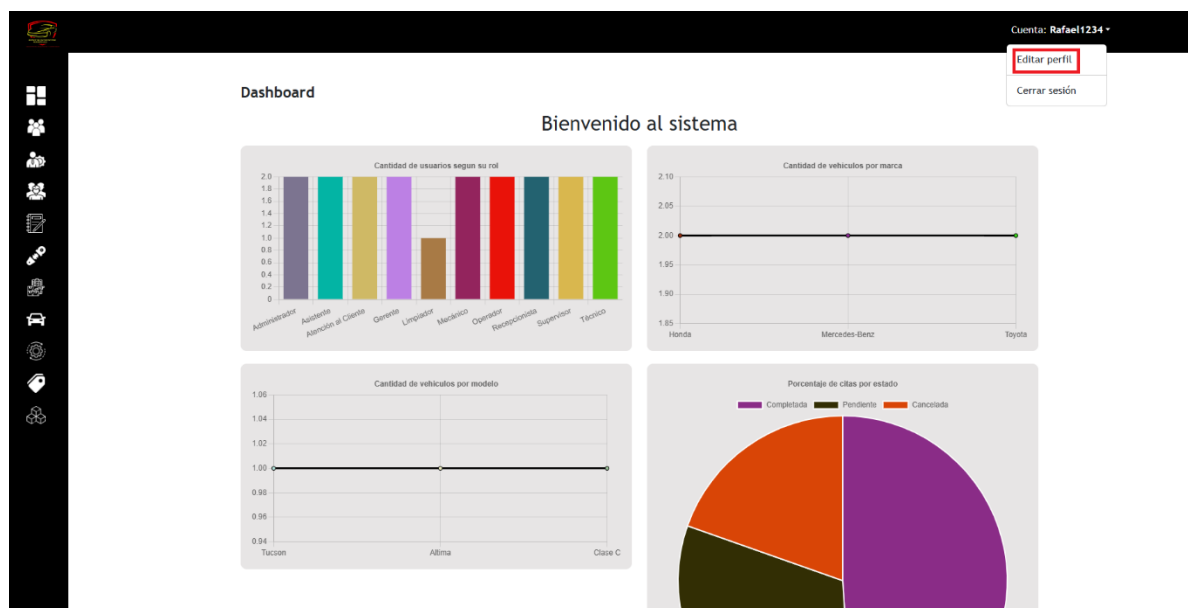 Cuenta: Rafael1234
Editar perfil
Cerrar sesión
Dashboard
Bienvenido al sistema
Cantidad de usuarios segun su rol
2.0
1.8
1.6
1.4
1.2
1.0
0.8
0.6
0.4
0.2
0
Administrador
Asistente
Atención al Cliente
Gerente
Limpiador
Mecánico
Operador
Recepcionista
Supervisor
Técnico
Cantidad de vehiculos por marca
2.10
2.05
2.00
1.95
1.90
1.85
Honda
Mercedes-Benz
Toyota
Cantidad de vehiculos por modelo
1.06
1.04
1.02
1.00
0.98
0.96
0.94
Tucson
Altima
Clase C
Porcentaje de citas por estado
Completada
Pendiente
Cancelada